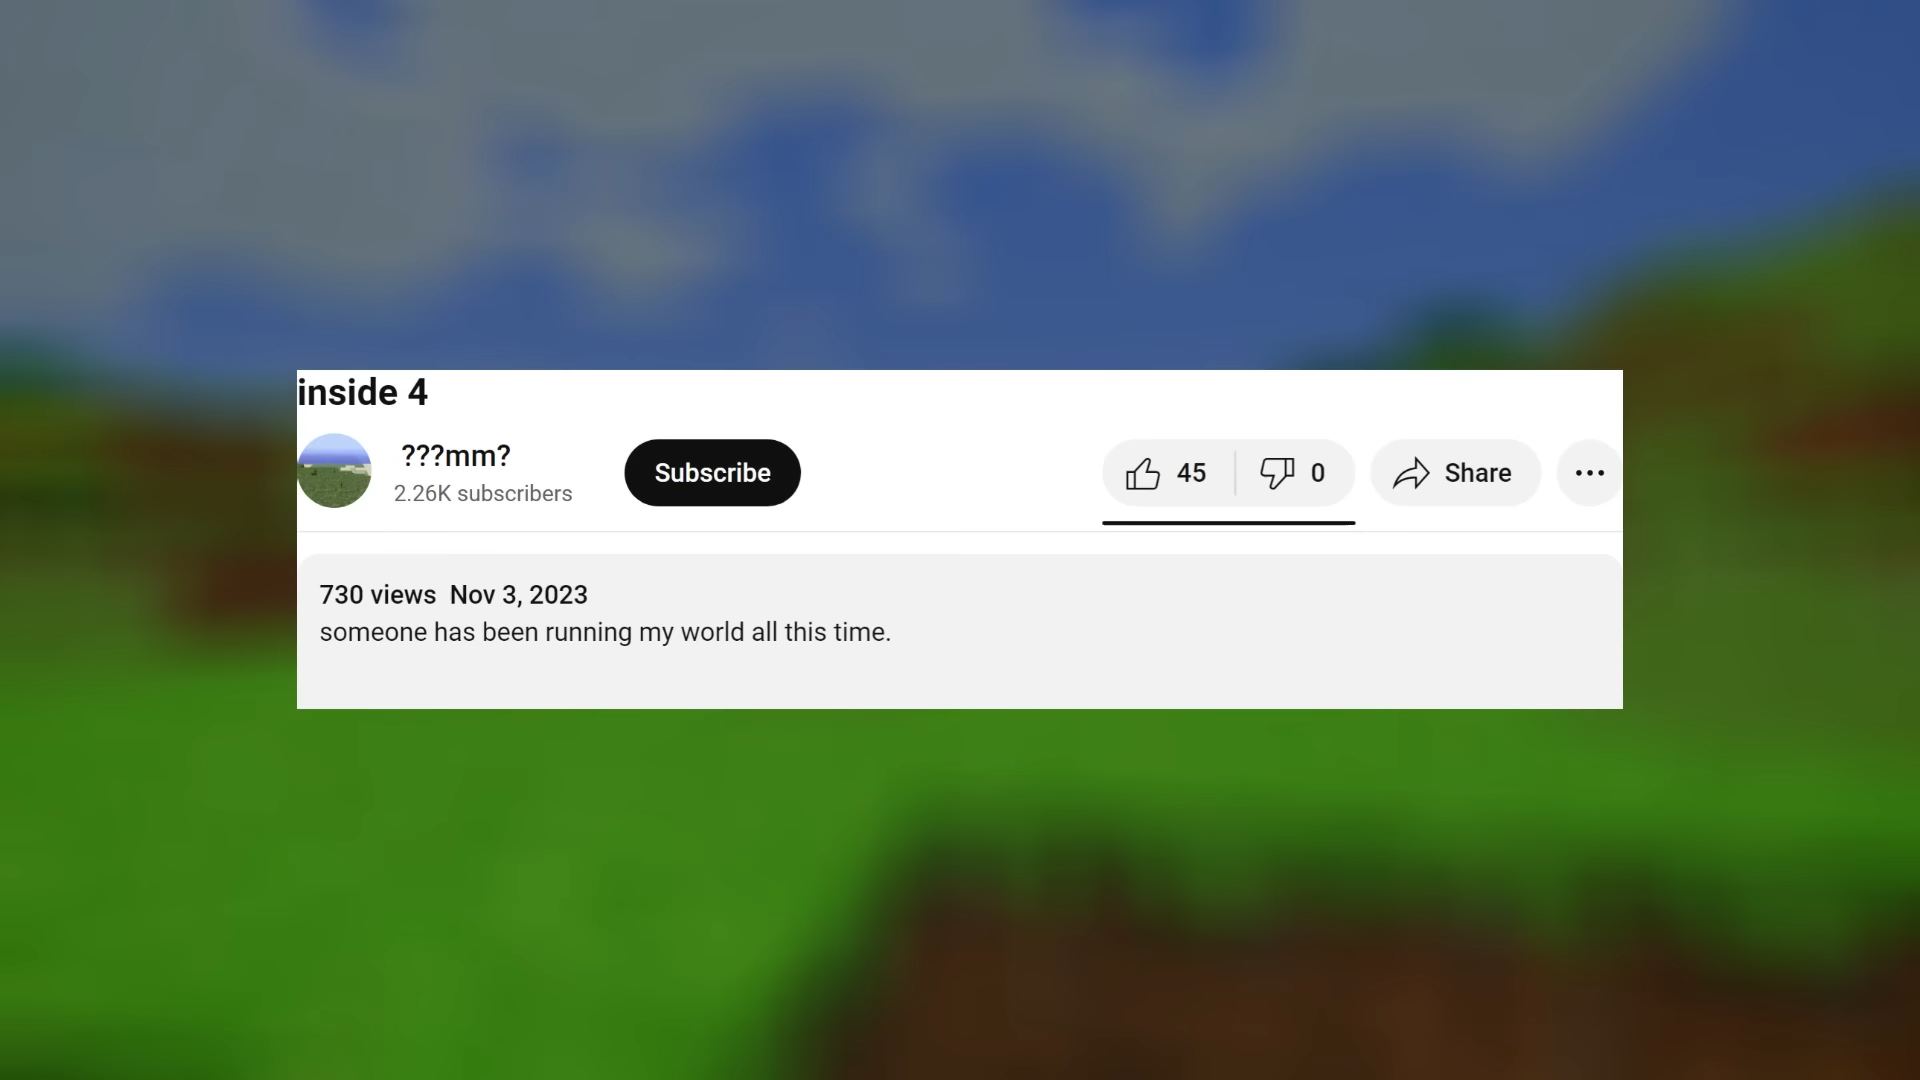 inside 4
???mm?
2.26K subscribers
Subscribe
45
0
Share
730 views Nov 3, 2023
someone has been running my world all this time.